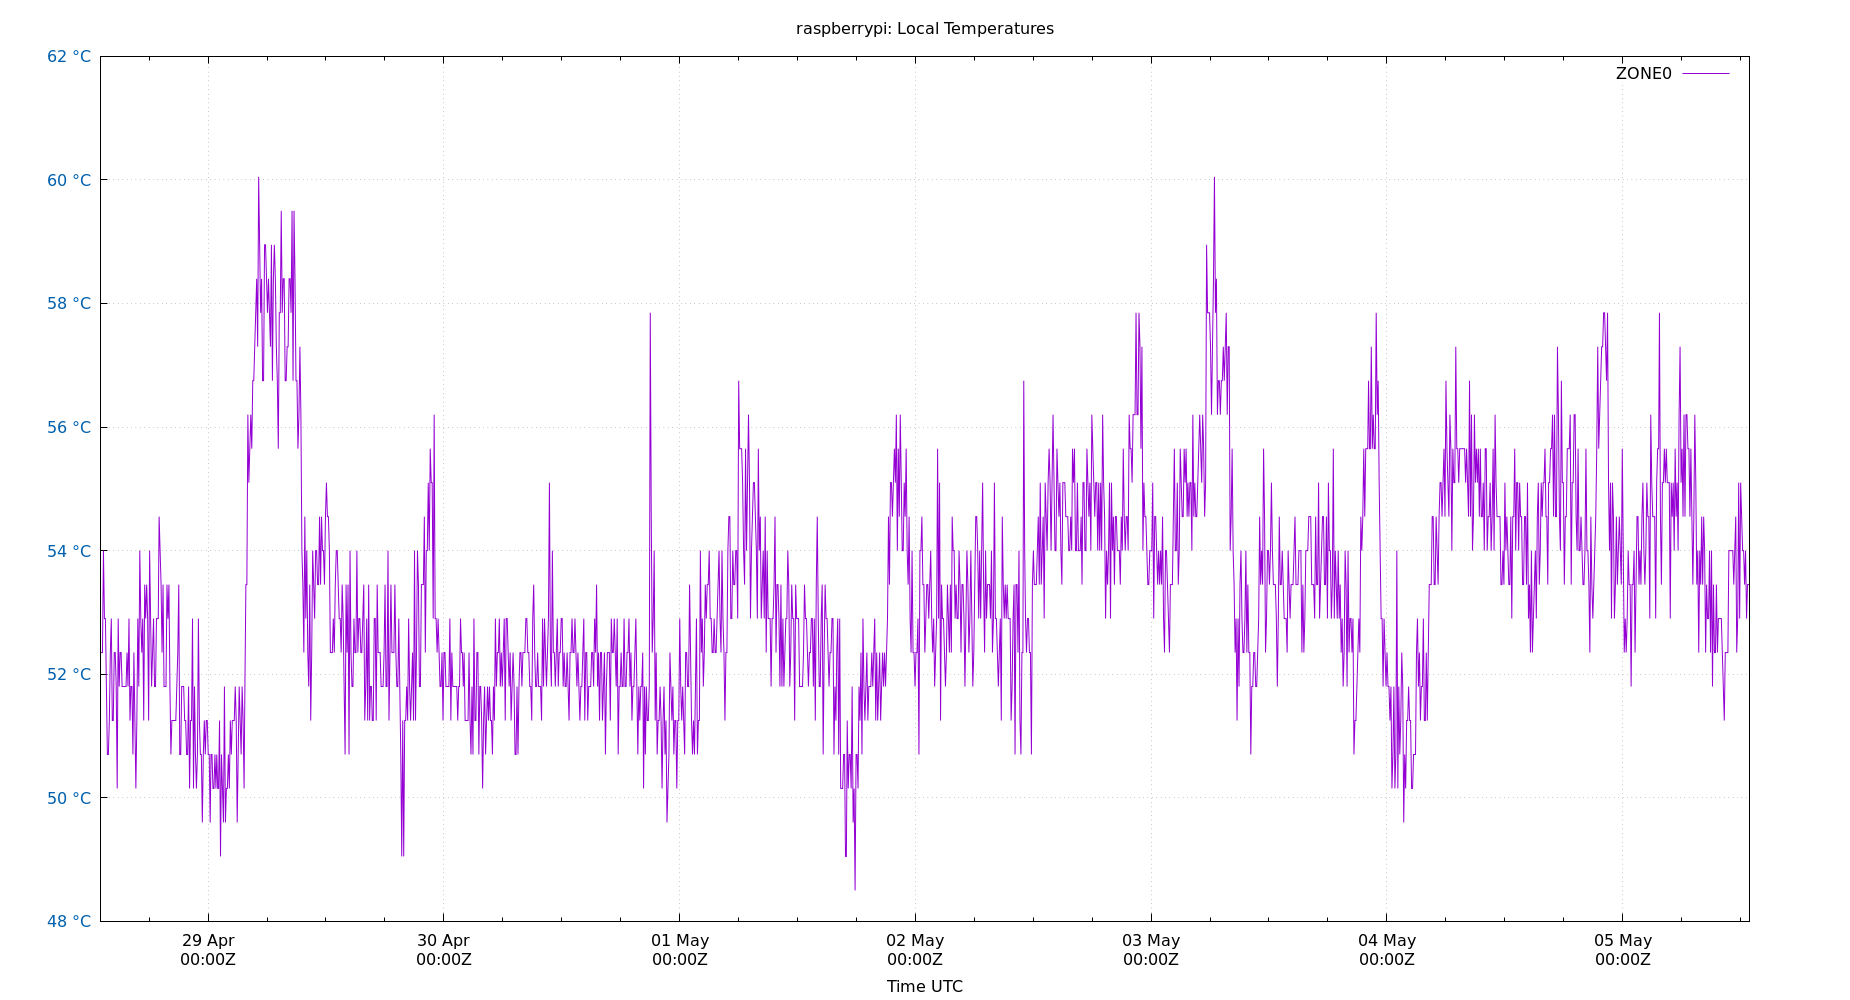 raspberrypi: Local Temperatures
62 °C
ZONE0
60 °C
58 °C
56 °C
54 °C
52 °C
50 °C
48 °C
29 Apr 30 Apr 01 May 02 May 03 May 04 May 05 May
00:00Z 00:00Z 00:00Z 00:00Z 00:00Z 00:00Z 00:00Z
Time UTC